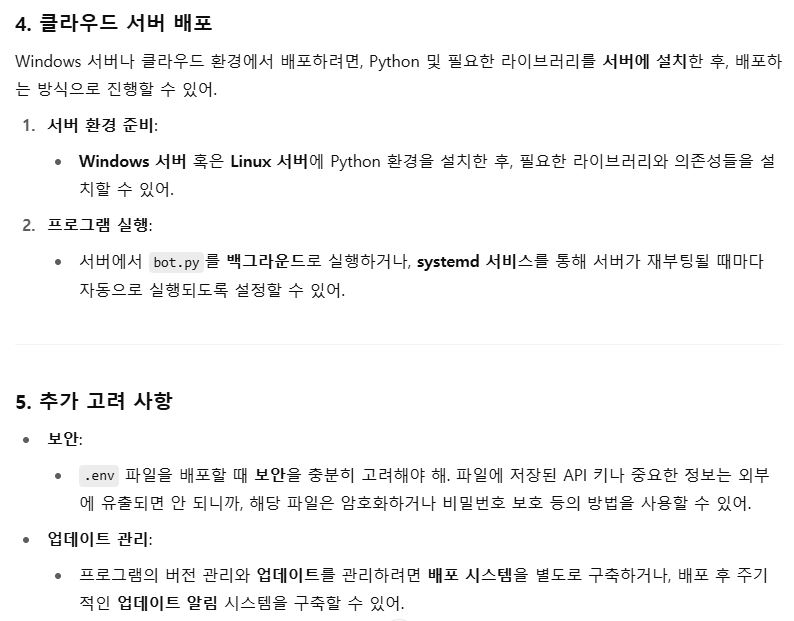 4. 클라우드 서버 배포
Windows 서버나 클라우드 환경에서 배포하려면, Python 및 필요한 라이브러리를 서버에 설치한 후, 배포하
는 방식으로 진행할 수 있어.
1. 서버 환경 준비:
• Windows 서버 혹은 Linux 서버에 Python 환경을 설치한 후, 필요한 라이브러리와 의존성들을 설
치할 수 있어.
2. 프로그램 실행:
• 서버에서 bot.py 를 백그라운드로 실행하거나, systemd 서비스를 통해 서버가 재부팅될 때마다
자동으로 실행되도록 설정할 수 있어.
5. 추가 고려 사항
• 보안:
• .env 파일을 배포할 때 보안을 충분히 고려해야 해. 파일에 저장된 API 키나 중요한 정보는 외부
에 유출되면 안 되니까, 해당 파일은 암호화하거나 비밀번호 보호 등의 방법을 사용할 수 있어.
• 업데이트 관리:
• 프로그램의 버전 관리와 업데이트를 관리하려면 배포 시스템을 별도로 구축하거나, 배포 후 주기
적인 업데이트 알림 시스템을 구축할 수 있어.